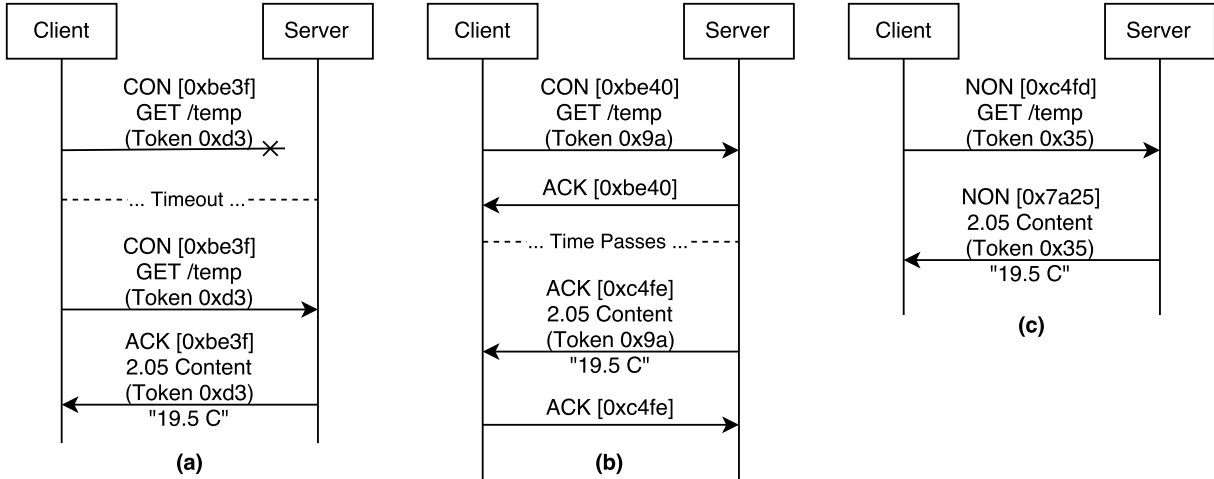 Client
Server
CON [0xbe3f]
GET /temp
(Token 0xd3)
... Timeout ...
CON [0xbe3f]
GET /temp
(Token 0xd3)
ACK [0xbe3f]
2.05 Content
(Token 0xd3)
"19.5 C"
(a)
Client
Server
CON [0xbe40]
GET /temp
(Token 0x9a)
ACK [0xbe40]
... Time Passes ...
ACK [0xc4fe]
2.05 Content
(Token 0x9a)
"19.5 C"
ACK [0xc4fe]
(b)
Client
Server
NON [0xc4fd]
GET /temp
(Token 0x35)
NON [0x7a25]
2.05 Content
(Token 0x35)
"19.5 C"
(c)